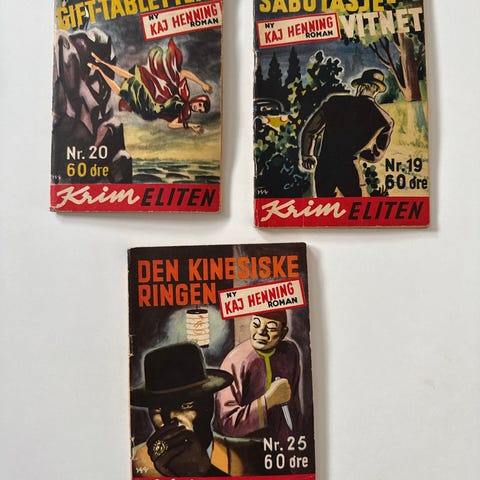 GIFT-TABLETTE
NY
KAJ HENNING
ROMAN
Nr. 20
60 øre
Krim ELITEN
SABOTASJE-
VITNET
NY
KAJ HENNING
ROMAN
Nr. 19
60 øre
Krim ELITEN
DEN KINESISKE
RINGEN
NY
KAJ HENNING
ROMAN
Nr. 25
60 øre